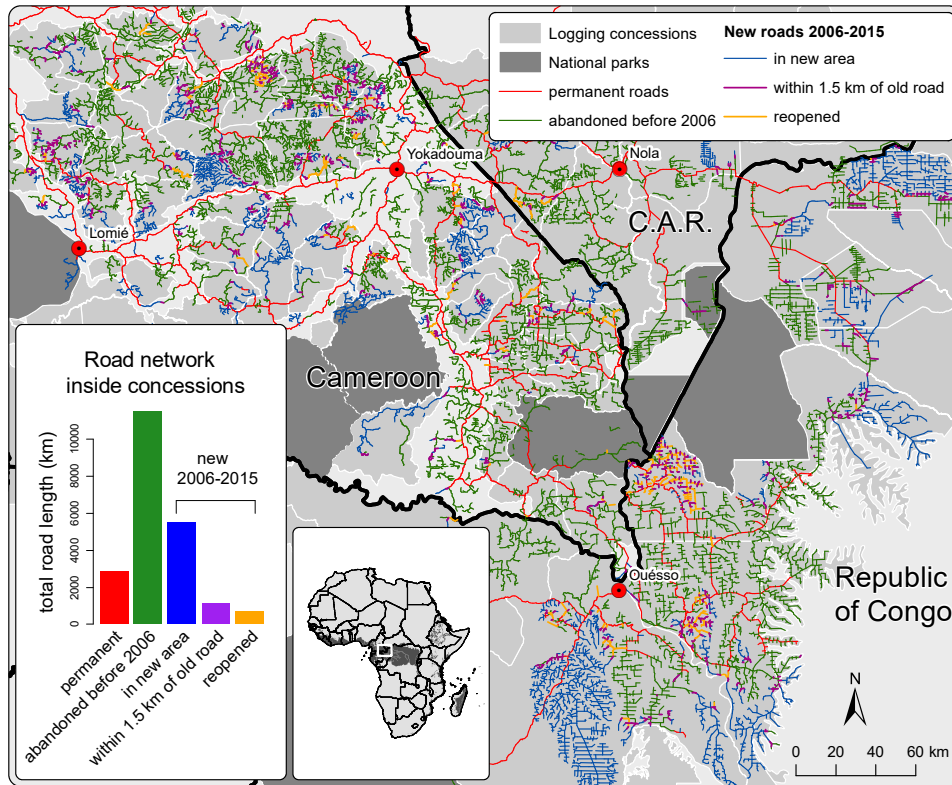 Logging concessions
National parks
permanent roads
abandoned before 2006
New roads 2006-2015
in new area
within 1.5 km of old road
reopened
Yokadouma
Nola
Lomié
C.A.R.
Cameroon
Ouésso
Republic
of Congo
Road network
inside concessions
total road length (km)
0
2000
4000
6000
8000
10000
new
2006-2015
permanent
abandoned before 2006
in new area
within 1.5 km of old road
reopened
N
0 20 40 60 km